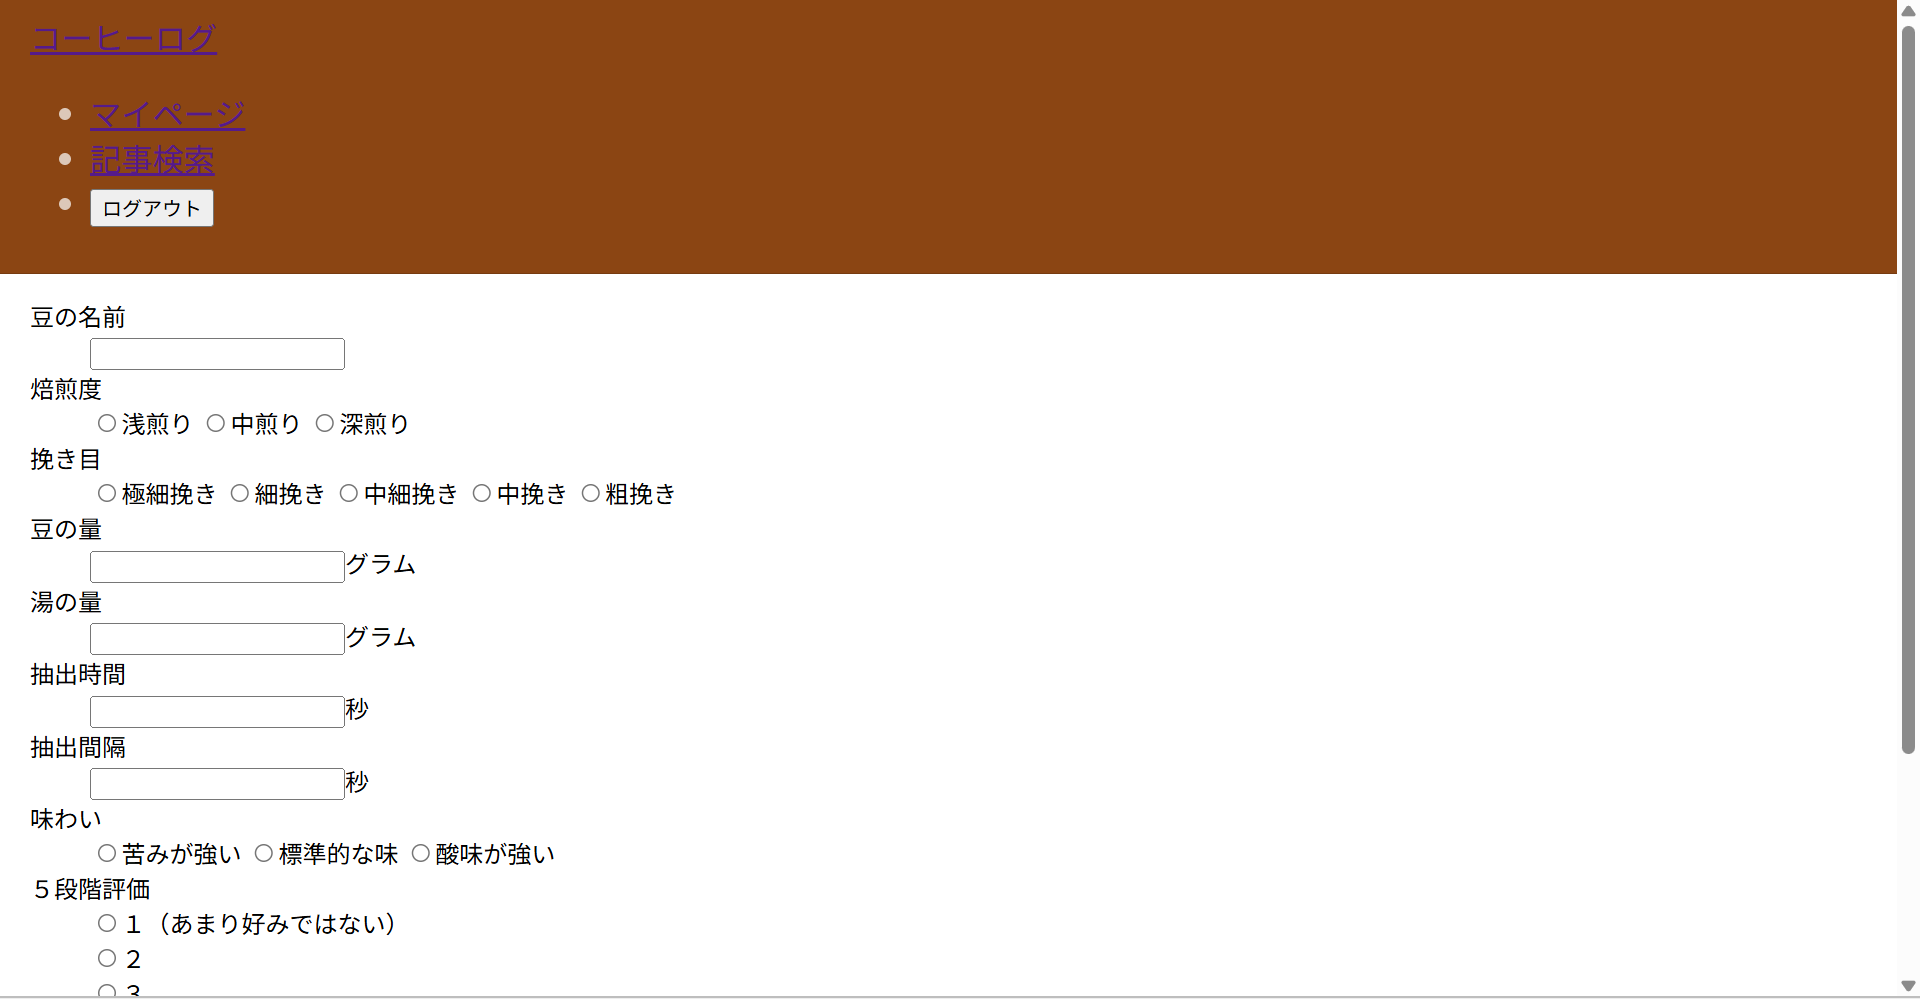 コーヒーログ
マイページ
記事検索
ログアウト
豆の名前
焙煎度
浅煎り 中煎り 深煎り
挽き目
極細挽き 細挽き 中細挽き 中挽き 粗挽き
豆の量
グラム
湯の量
グラム
抽出時間
秒
抽出間隔
秒
味わい
苦みが強い 標準的な味 酸味が強い
５段階評価
１（あまり好みではない）
２
３